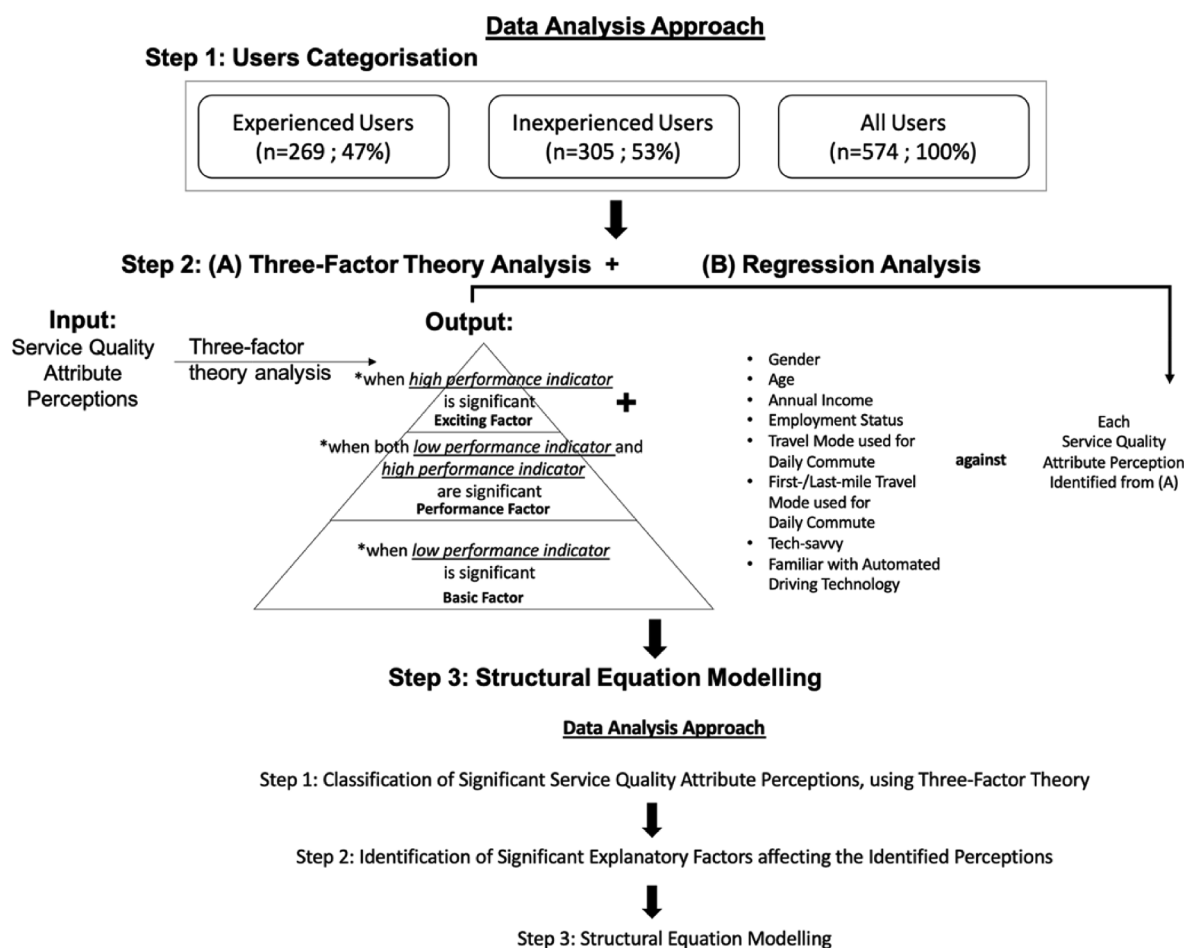 Data Analysis Approach
Step 1: Users Categorisation
Experienced Users
(n=269 ; 47%)
Inexperienced Users
(n=305 ; 53%)
All Users
(n=574 ; 100%)
Step 2: (A) Three-Factor Theory Analysis + (B) Regression Analysis
Input:
Service Quality
Attribute
Perceptions
Three-factor
theory analysis
Output:
*when high performance indicator
is significant
Exciting Factor
*when both low performance indicator and
high performance indicator
are significant
Performance Factor
*when low performance indicator
is significant
Basic Factor
+
• Gender
• Age
• Annual Income
• Employment Status
• Travel Mode used for
Daily Commute
• First-/Last-mile Travel
Mode used for
Daily Commute
• Tech-savvy
• Familiar with Automated
Driving Technology
against
Each
Service Quality
Attribute Perception
Identified from (A)
Step 3: Structural Equation Modelling
Data Analysis Approach
Step 1: Classification of Significant Service Quality Attribute Perceptions, using Three-Factor Theory
Step 2: Identification of Significant Explanatory Factors affecting the Identified Perceptions
Step 3: Structural Equation Modelling